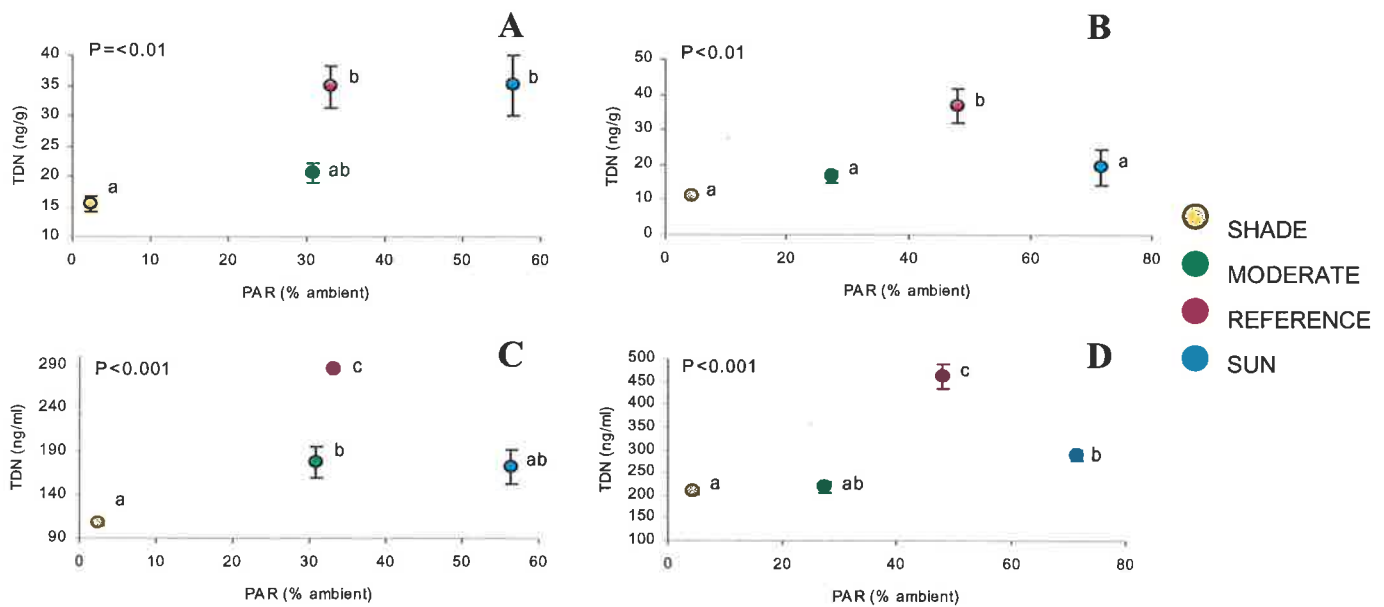 A
P=<0.01
40
35
30
25
20
15
10
TDN (ng/g)
b
b
ab
a
0
10
20
30
40
50
60
PAR (% ambient)
B
P<0.01
50
40
30
20
10
0
TDN (ng/g)
b
a
a
a
0
20
40
60
80
PAR (% ambient)
SHADE
MODERATE
REFERENCE
SUN
C
P<0.001
290
240
190
140
90
TDN (ng/ml)
c
b
ab
a
0
10
20
30
40
50
60
PAR (% ambient)
D
P<0.001
500
450
400
350
300
250
200
150
100
TDN (ng/ml)
c
b
ab
a
0
20
40
60
80
PAR (% ambient)